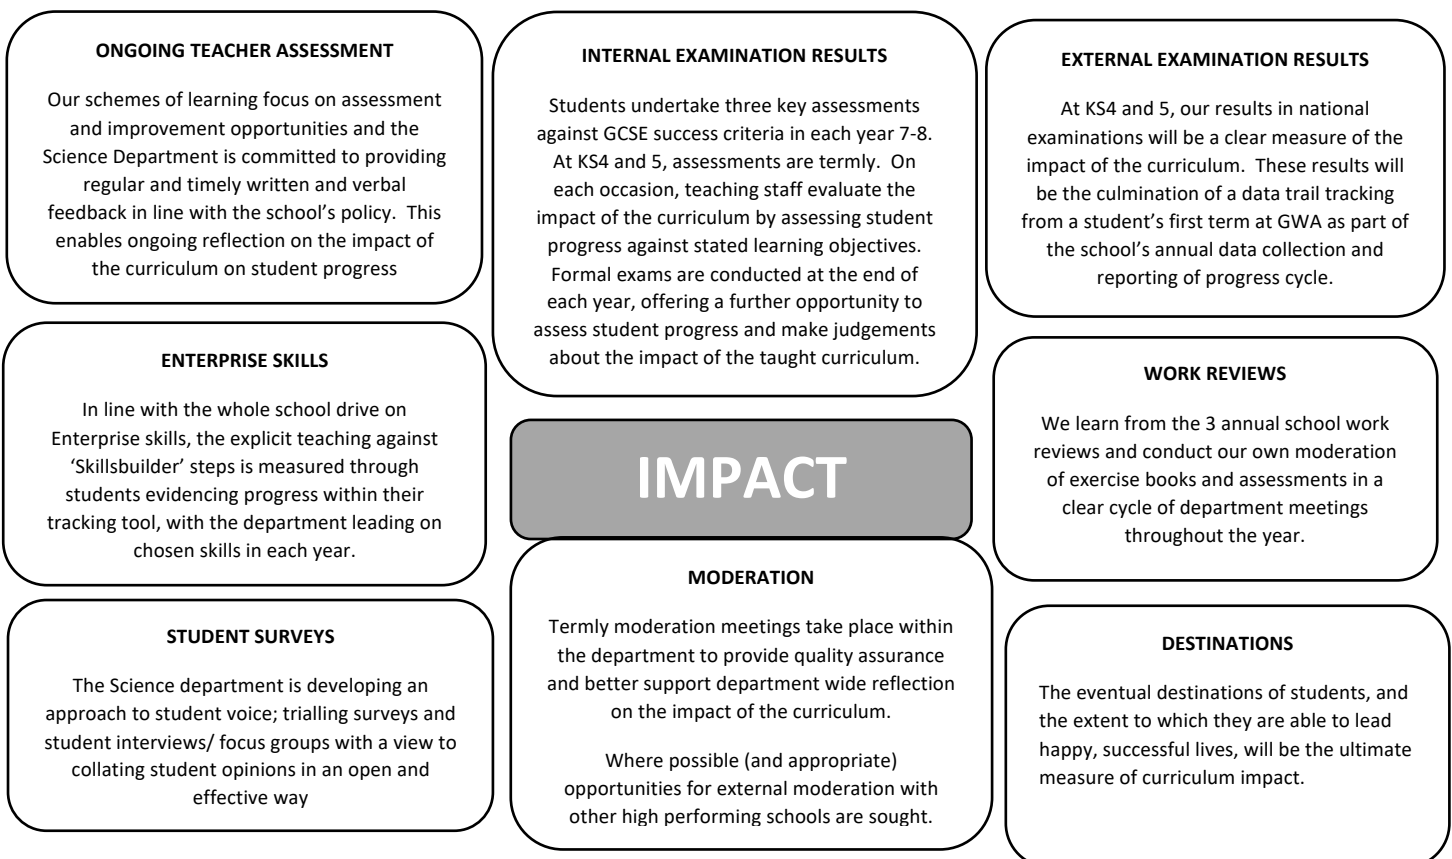 ONGOING TEACHER ASSESSMENT
Our schemes of learning focus on assessment
and improvement opportunities and the
Science Department is committed to providing
regular and timely written and verbal
feedback in line with the school’s policy.  This
enables ongoing reflection on the impact of
the curriculum on student progress
INTERNAL EXAMINATION RESULTS
Students undertake three key assessments
against GCSE success criteria in each year 7-8.
At KS4 and 5, assessments are termly.  On
each occasion, teaching staff evaluate the
impact of the curriculum by assessing student
progress against stated learning objectives.
Formal exams are conducted at the end of
each year, offering a further opportunity to
assess student progress and make judgements
about the impact of the taught curriculum.
EXTERNAL EXAMINATION RESULTS
At KS4 and 5, our results in national
examinations will be a clear measure of the
impact of the curriculum.  These results will
be the culmination of a data trail tracking
from a student’s first term at GWA as part of
the school’s annual data collection and
reporting of progress cycle.
ENTERPRISE SKILLS
In line with the whole school drive on
Enterprise skills, the explicit teaching against
‘Skillsbuilder’ steps is measured through
students evidencing progress within their
tracking tool, with the department leading on
chosen skills in each year.
IMPACT
WORK REVIEWS
We learn from the 3 annual school work
reviews and conduct our own moderation
of exercise books and assessments in a
clear cycle of department meetings
throughout the year.
STUDENT SURVEYS
The Science department is developing an
approach to student voice; trialling surveys and
student interviews/ focus groups with a view to
collating student opinions in an open and
effective way
MODERATION
Termly moderation meetings take place within
the department to provide quality assurance
and better support department wide reflection
on the impact of the curriculum.
Where possible (and appropriate)
opportunities for external moderation with
other high performing schools are sought.
DESTINATIONS
The eventual destinations of students, and
the extent to which they are able to lead
happy, successful lives, will be the ultimate
measure of curriculum impact.